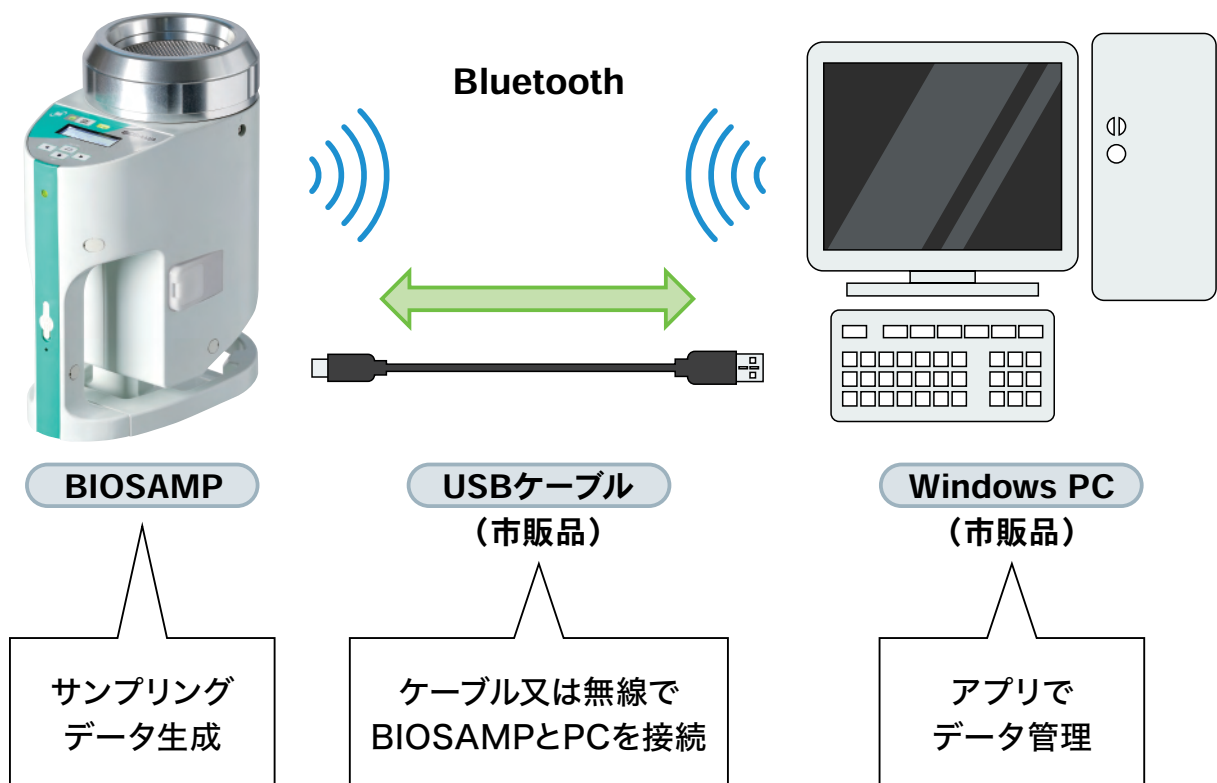 Bluetooth
BIOSAMP
USBケーブル
（市販品）
Windows PC
（市販品）
サンプリング
データ生成
ケーブル又は無線で
BIOSAMPとPCを接続
アプリで
データ管理